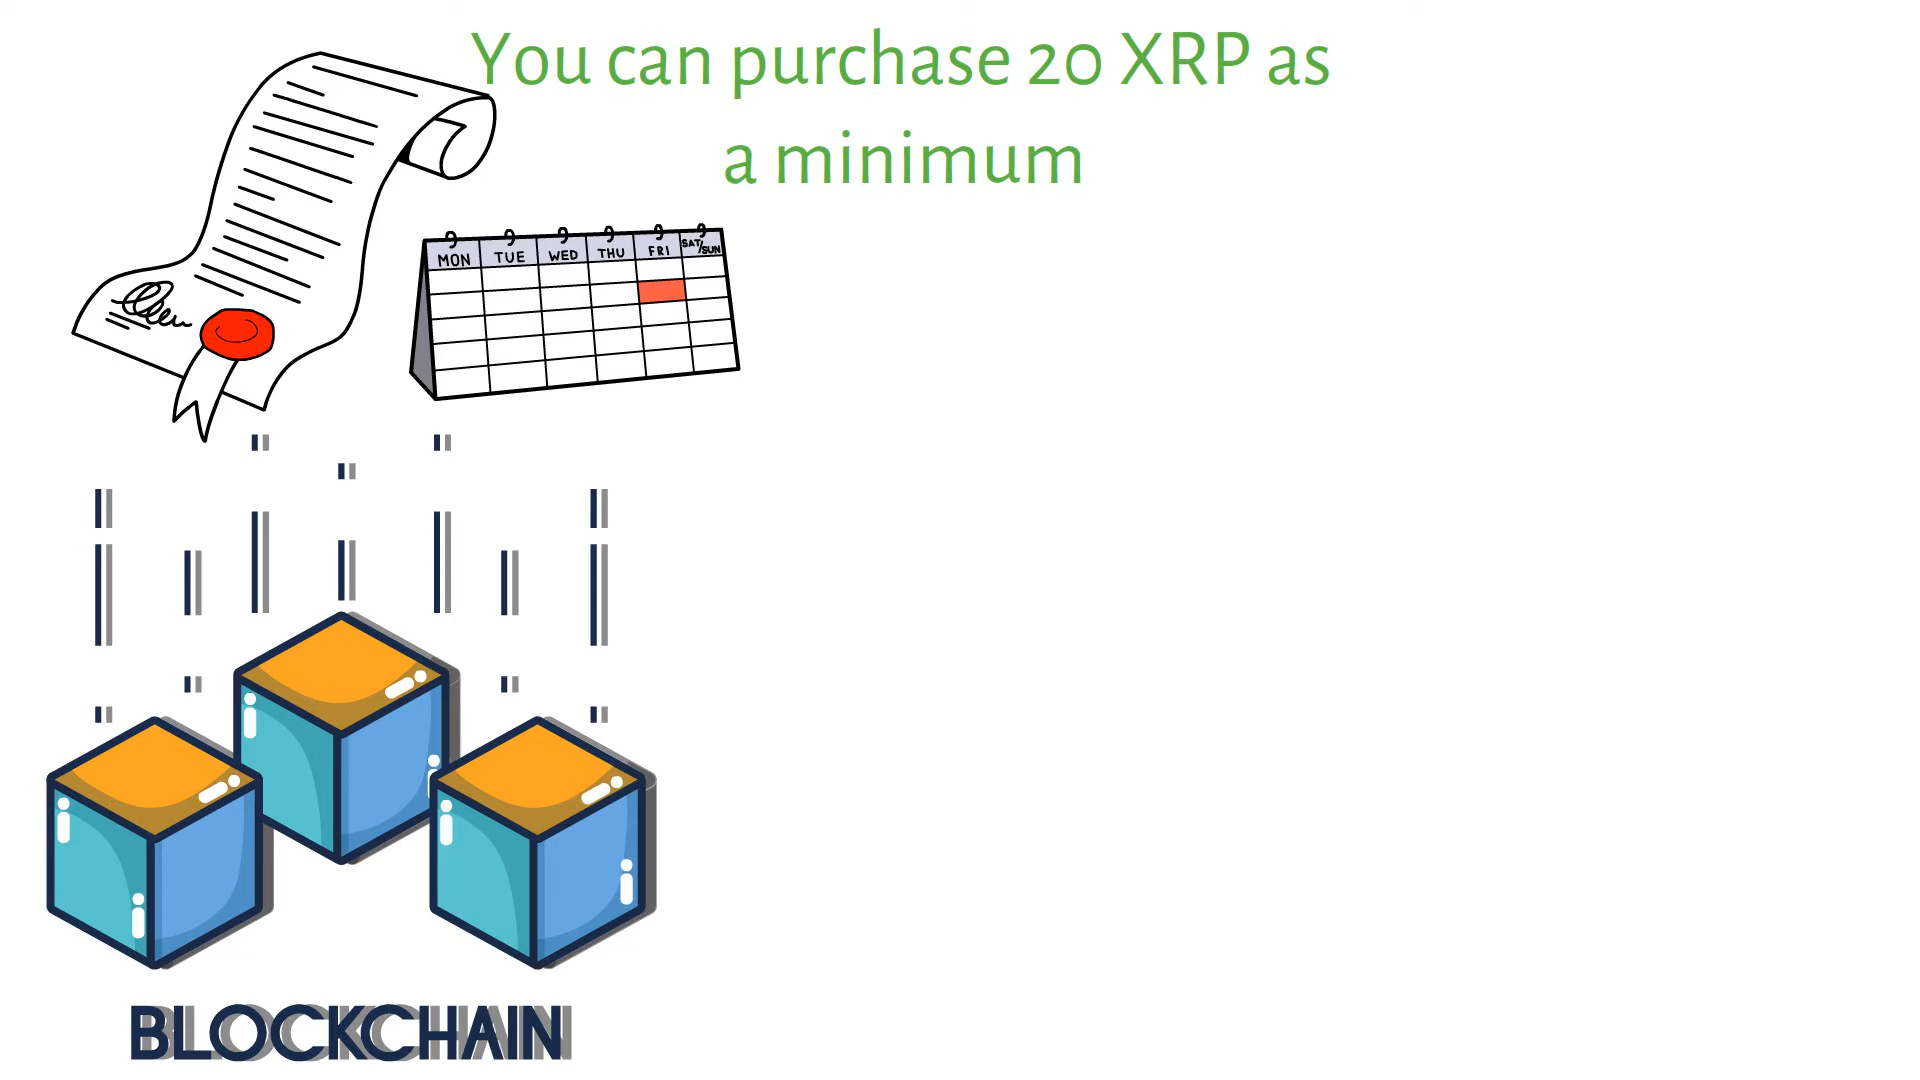 You can purchase 20 XRP as
a minimum
MON TUE WED THU FRI SAT/SUN
BLOCKCHAIN